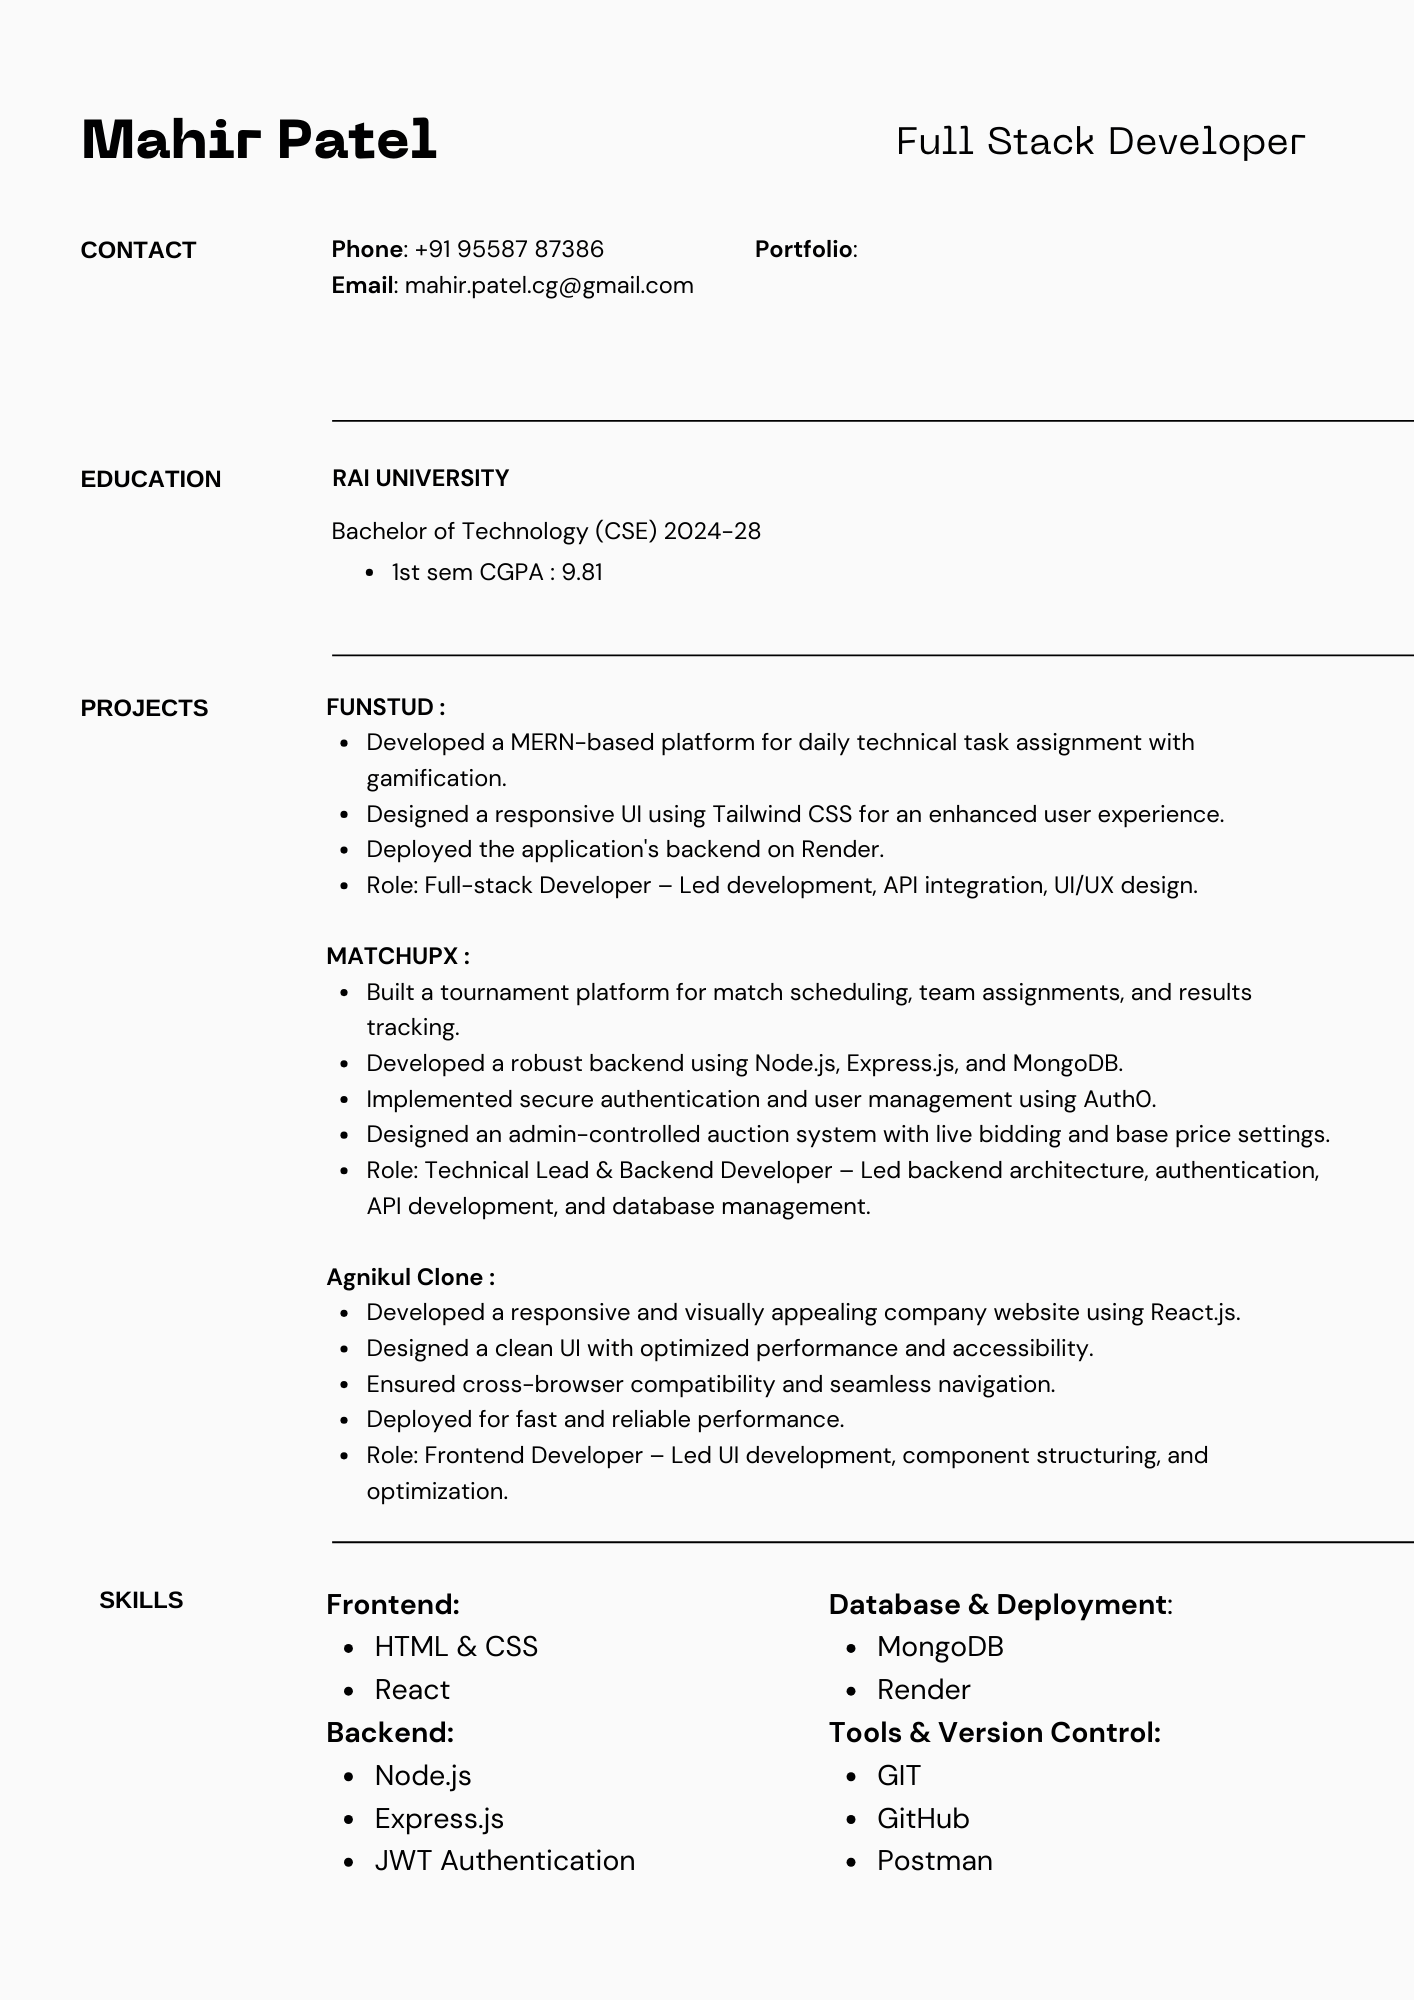 Mahir Patel
Full Stack Developer
CONTACT
Phone: +91 95587 87386
Portfolio:
Email: mahir.patel.cg@gmail.com
EDUCATION
RAI UNIVERSITY
Bachelor of Technology (CSE) 2024-28
• 1st sem CGPA : 9.81
PROJECTS
FUNSTUD :
• Developed a MERN-based platform for daily technical task assignment with
gamification.
• Designed a responsive UI using Tailwind CSS for an enhanced user experience.
• Deployed the application's backend on Render.
• Role: Full-stack Developer – Led development, API integration, UI/UX design.
MATCHUPX :
• Built a tournament platform for match scheduling, team assignments, and results
tracking.
• Developed a robust backend using Node.js, Express.js, and MongoDB.
• Implemented secure authentication and user management using Auth0.
• Designed an admin-controlled auction system with live bidding and base price settings.
• Role: Technical Lead & Backend Developer – Led backend architecture, authentication,
API development, and database management.
Agnikul Clone :
• Developed a responsive and visually appealing company website using React.js.
• Designed a clean UI with optimized performance and accessibility.
• Ensured cross-browser compatibility and seamless navigation.
• Deployed for fast and reliable performance.
• Role: Frontend Developer – Led UI development, component structuring, and
optimization.
SKILLS
Frontend:
• HTML & CSS
• React
Backend:
• Node.js
• Express.js
• JWT Authentication
Database & Deployment:
• MongoDB
• Render
Tools & Version Control:
• GIT
• GitHub
• Postman